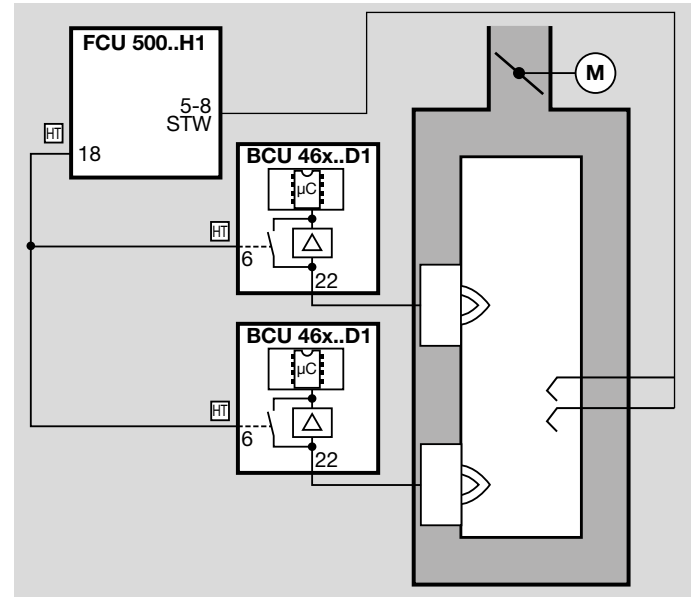 FCU 500..H1
5-8
STW
HT
18
M
BCU 46x..D1
µC
HT
6
22
BCU 46x..D1
µC
HT
6
22